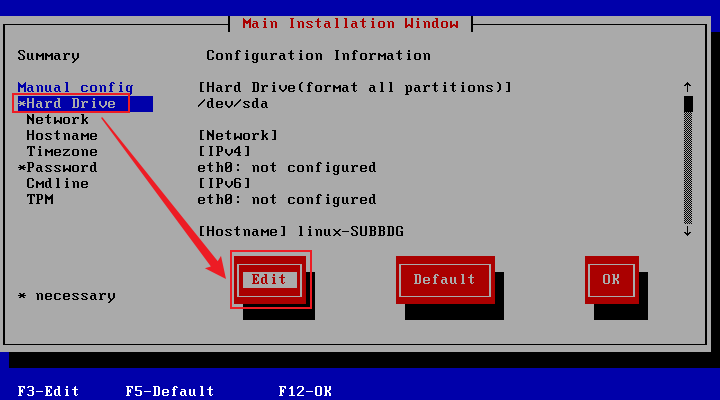 Main Installation Window
Summary Configuration Information
Manual config [Hard Drive(format all partitions)]
*Hard Drive /dev/sda
Network
Hostname [Network]
Timezone [IPv4]
*Password eth0: not configured
Cmdline [IPv6]
TPM eth0: not configured
[Hostname] linux-SUBBDG
Edit Default OK
* necessary
F3-Edit F5-Default F12-OK